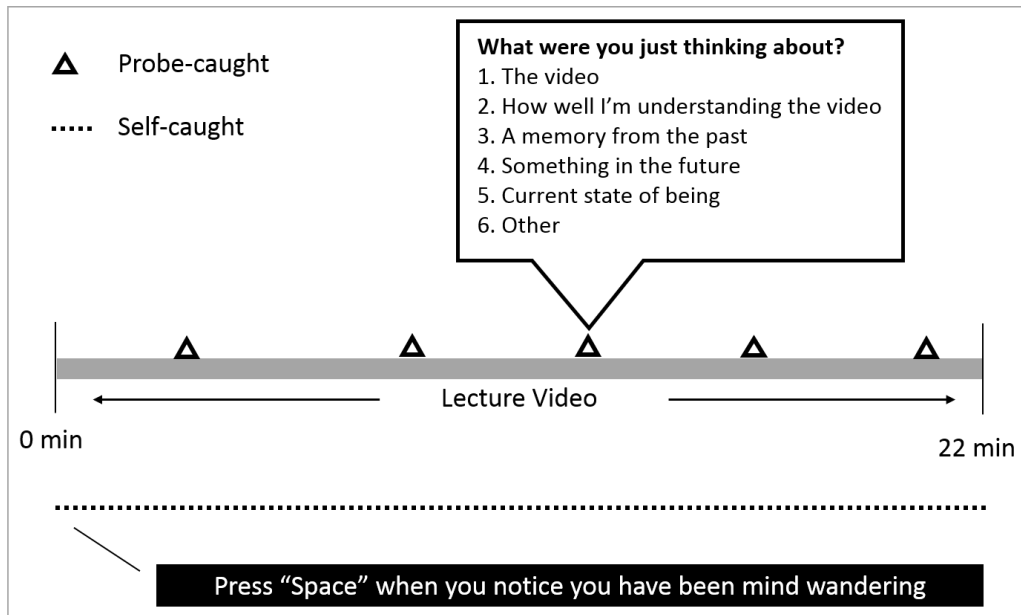 Probe-caught
Self-caught
What were you just thinking about?
1. The video
2. How well I’m understanding the video
3. A memory from the past
4. Something in the future
5. Current state of being
6. Other
Lecture Video
0 min
22 min
Press “Space” when you notice you have been mind wandering